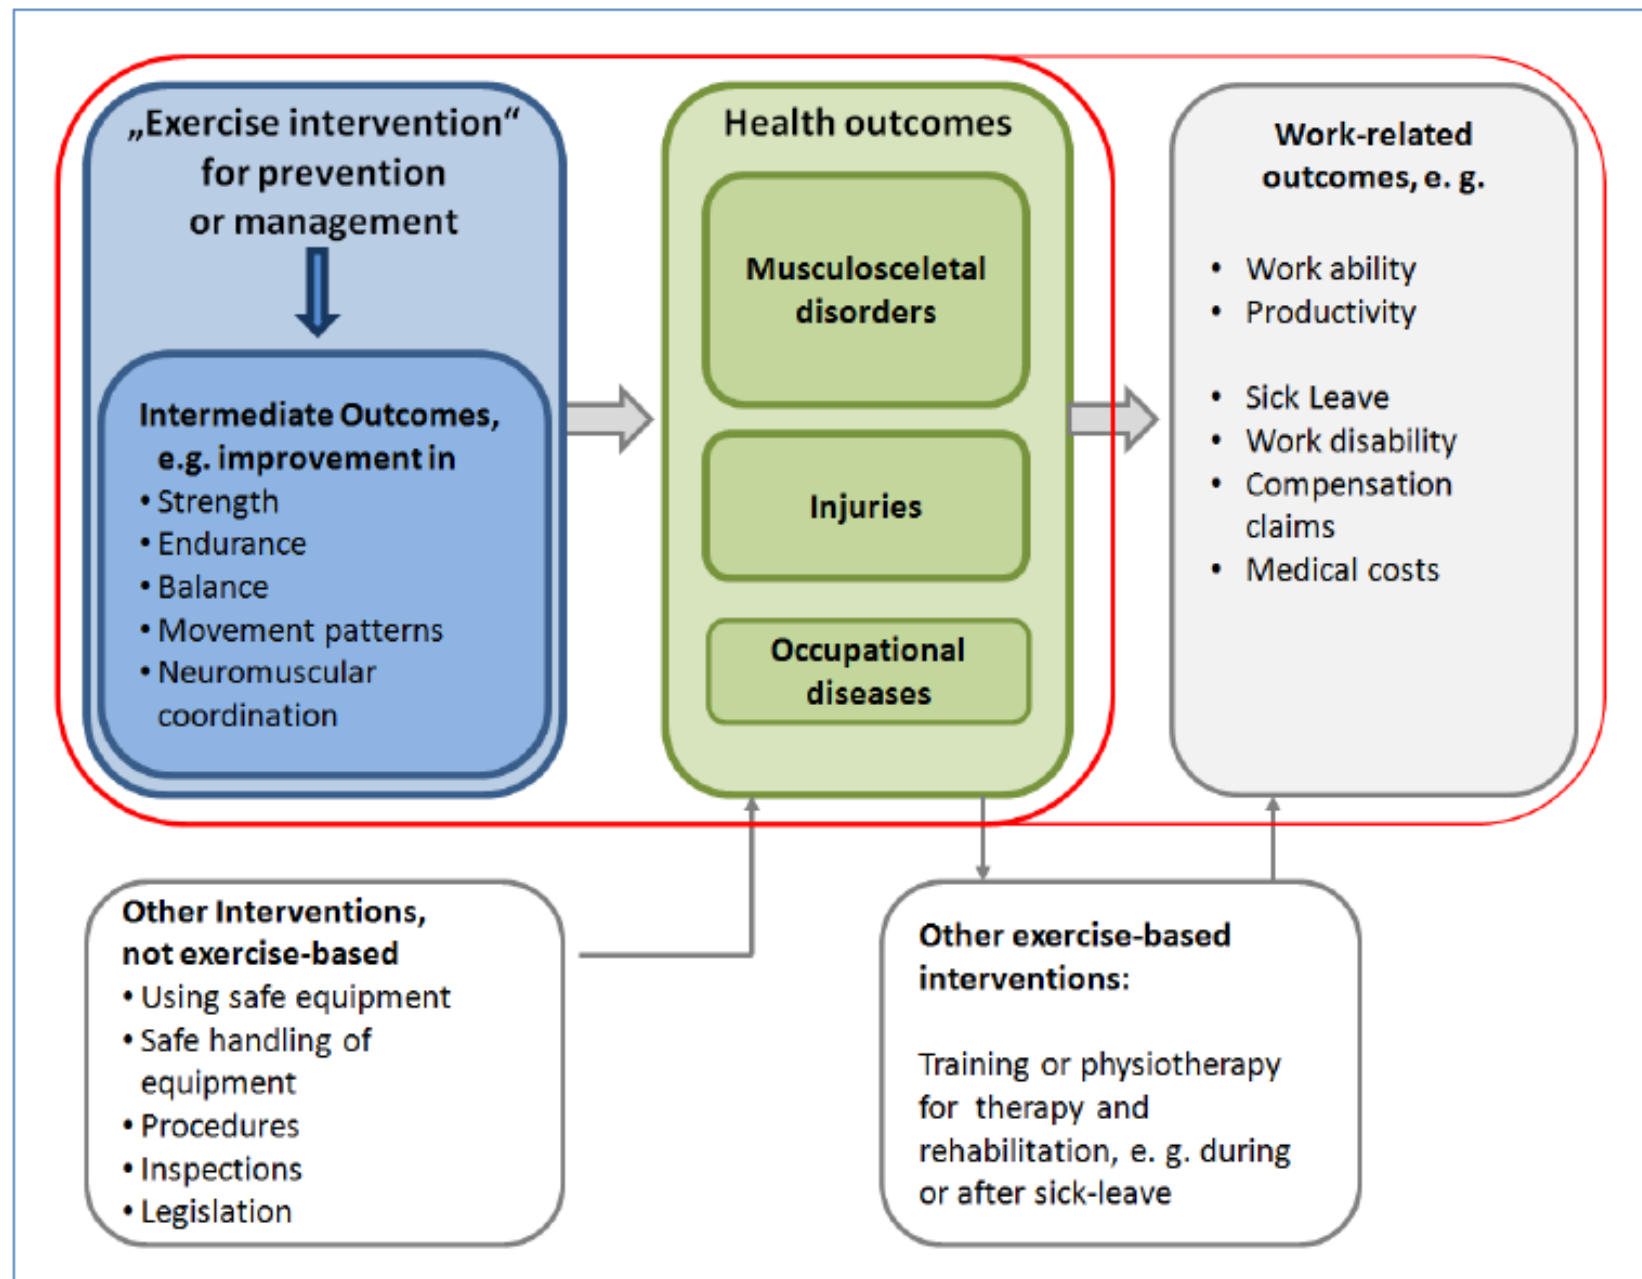 „Exercise intervention“
for prevention
or management
Intermediate Outcomes,
e.g. improvement in
• Strength
• Endurance
• Balance
• Movement patterns
• Neuromuscular
coordination
Health outcomes
Musculosceletal
disorders
Injuries
Occupational
diseases
Work-related
outcomes, e. g.
• Work ability
• Productivity
• Sick Leave
• Work disability
• Compensation
claims
• Medical costs
Other Interventions,
not exercise-based
• Using safe equipment
• Safe handling of
equipment
• Procedures
• Inspections
• Legislation
Other exercise-based
interventions:
Training or physiotherapy
for therapy and
rehabilitation, e. g. during
or after sick-leave